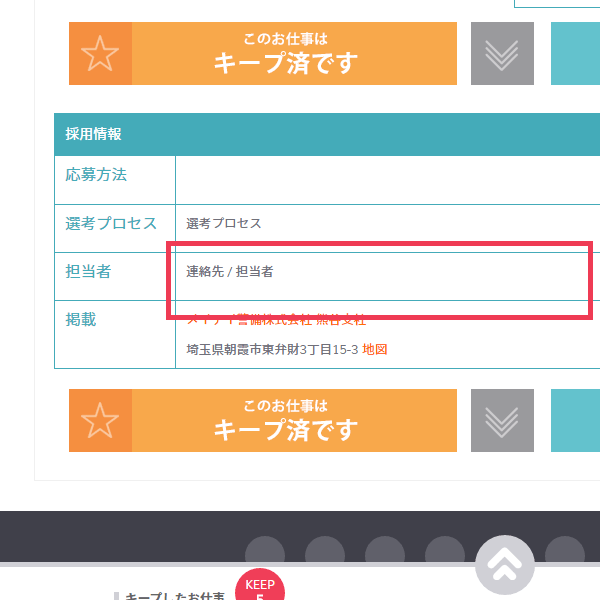 このお仕事は
キープ済です
採用情報
応募方法
選考プロセス
選考プロセス
担当者
連絡先 / 担当者
掲載
警備株式会社 熊谷支社
埼玉県朝霞市東弁財3丁目15-3 地図
このお仕事は
キープ済です
キープしたお仕事
KEEP
5